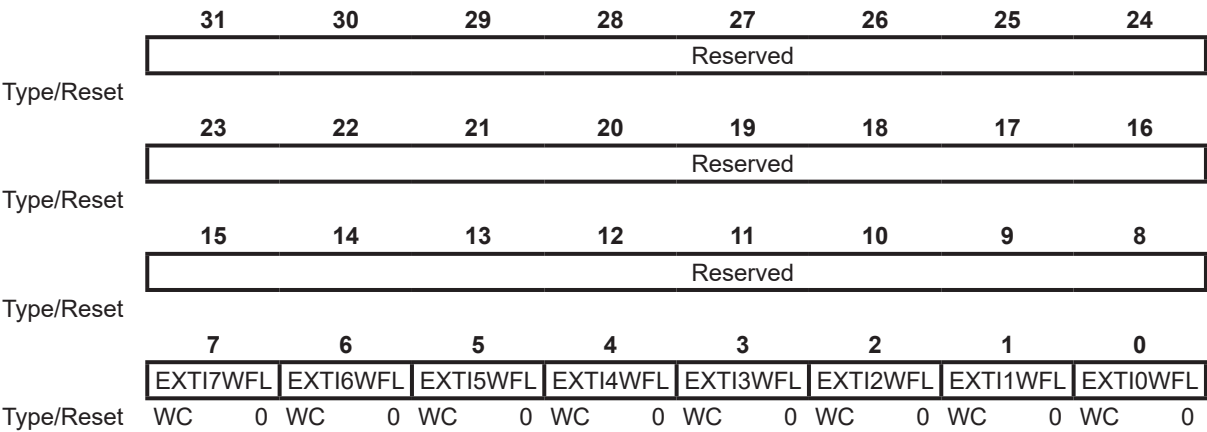 31 30 29 28 27 26 25 24
Reserved
Type/Reset
23 22 21 20 19 18 17 16
Reserved
Type/Reset
15 14 13 12 11 10 9 8
Reserved
Type/Reset
7 6 5 4 3 2 1 0
EXTI7WFL EXTI6WFL EXTI5WFL EXTI4WFL EXTI3WFL EXTI2WFL EXTI1WFL EXTI0WFL
Type/Reset WC 0 WC 0 WC 0 WC 0 WC 0 WC 0 WC 0 WC 0